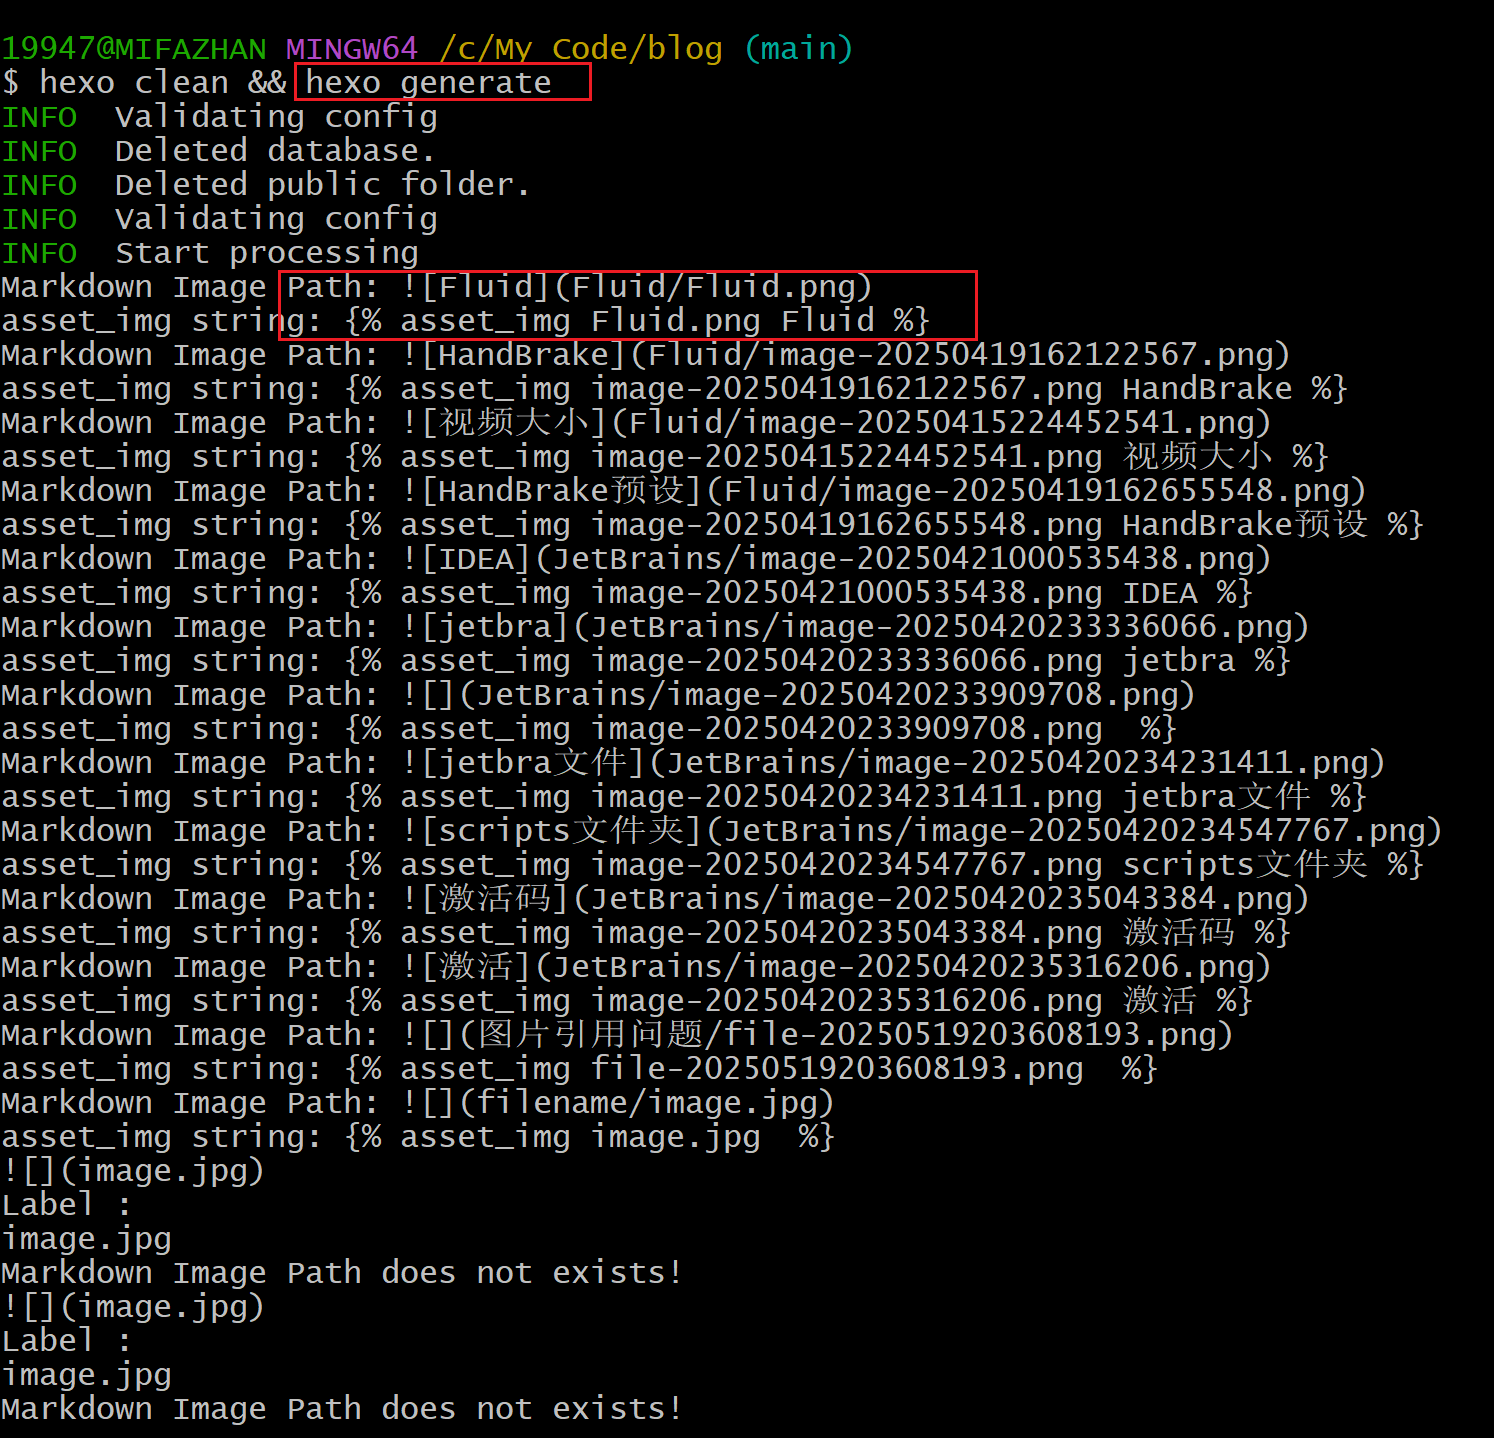 19947@MIFAZHAN MINGW64 /c/My Code/blog (main)
$ hexo clean && hexo generate
INFO  Validating config
INFO  Deleted database.
INFO  Deleted public folder.
INFO  Validating config
INFO  Start processing
Markdown Image Path: ![Fluid](Fluid/Fluid.png)
asset_img string: {% asset_img Fluid.png Fluid %}
Markdown Image Path: ![HandBrake](Fluid/image-20250419162122567.png)
asset_img string: {% asset_img image-20250419162122567.png HandBrake %}
Markdown Image Path: ![视频大小](Fluid/image-20250415224452541.png)
asset_img string: {% asset_img image-20250415224452541.png 视频大小 %}
Markdown Image Path: ![HandBrake预设](Fluid/image-20250419162655548.png)
asset_img string: {% asset_img image-20250419162655548.png HandBrake预设 %}
Markdown Image Path: ![IDEA](JetBrains/image-20250421000535438.png)
asset_img string: {% asset_img image-20250421000535438.png IDEA %}
Markdown Image Path: ![jetbra](JetBrains/image-20250420233336066.png)
asset_img string: {% asset_img image-20250420233336066.png jetbra %}
Markdown Image Path: ![](JetBrains/image-20250420233909708.png)
asset_img string: {% asset_img image-20250420233909708.png  %}
Markdown Image Path: ![jetbra文件](JetBrains/image-20250420234231411.png)
asset_img string: {% asset_img image-20250420234231411.png jetbra文件 %}
Markdown Image Path: ![scripts文件夹](JetBrains/image-20250420234547767.png)
asset_img string: {% asset_img image-20250420234547767.png scripts文件夹 %}
Markdown Image Path: ![激活码](JetBrains/image-20250420235043384.png)
asset_img string: {% asset_img image-20250420235043384.png 激活码 %}
Markdown Image Path: ![激活](JetBrains/image-20250420235316206.png)
asset_img string: {% asset_img image-20250420235316206.png 激活 %}
Markdown Image Path: ![](图片引用问题/file-20250519203608193.png)
asset_img string: {% asset_img file-20250519203608193.png  %}
Markdown Image Path: ![](filename/image.jpg)
asset_img string: {% asset_img image.jpg  %}
![](image.jpg)
Label :
image.jpg
Markdown Image Path does not exists!
![](image.jpg)
Label :
image.jpg
Markdown Image Path does not exists!